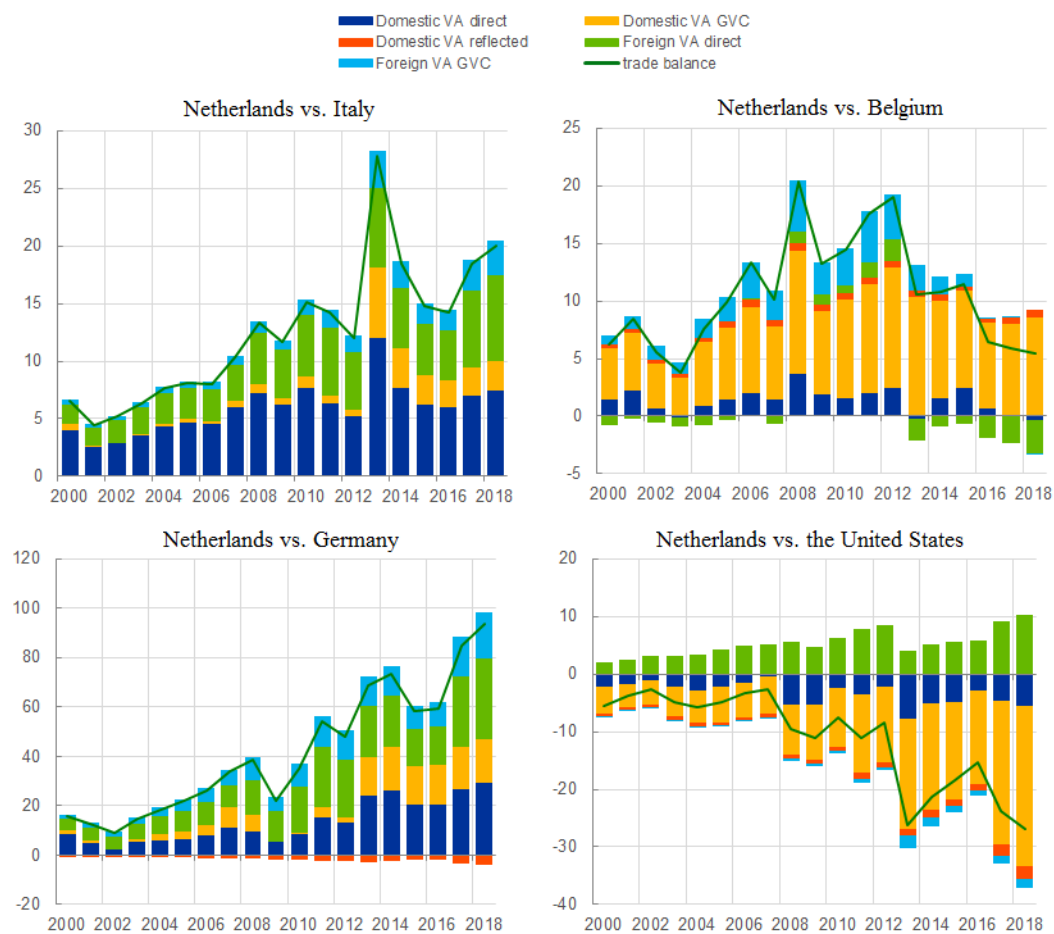 Domestic VA direct
Domestic VA GVC
Domestic VA reflected
Foreign VA direct
Foreign VA GVC
trade balance
Netherlands vs. Italy
30
25
20
15
10
5
0
2000 2002 2004 2006 2008 2010 2012 2014 2016 2018
Netherlands vs. Belgium
25
20
15
10
5
0
-5
2000 2002 2004 2006 2008 2010 2012 2014 2016 2018
Netherlands vs. Germany
120
100
80
60
40
20
0
-20
2000 2002 2004 2006 2008 2010 2012 2014 2016 2018
Netherlands vs. the United States
20
10
0
-10
-20
-30
-40
2000 2002 2004 2006 2008 2010 2012 2014 2016 2018